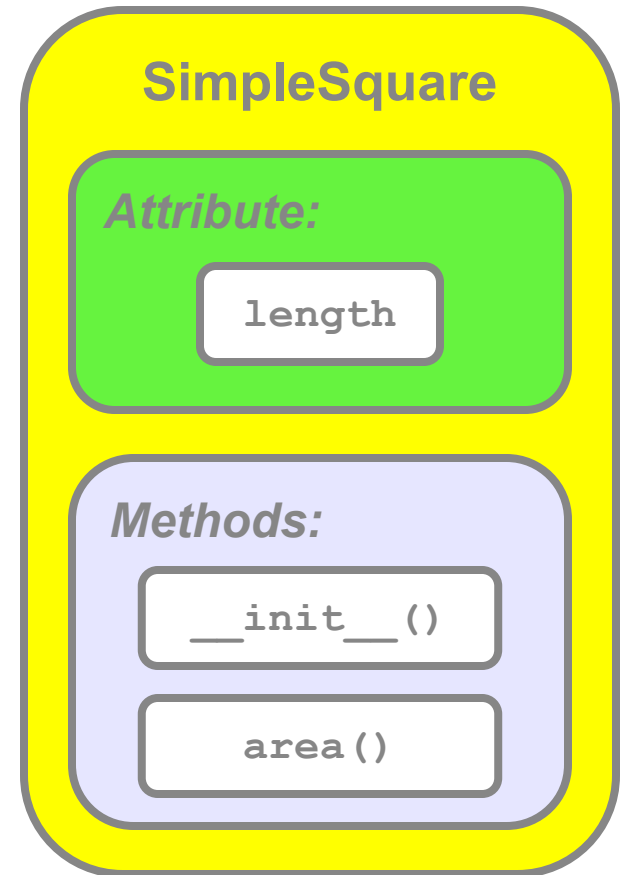 SimpleSquare
Attribute:
length
Methods:
__init__()
area()